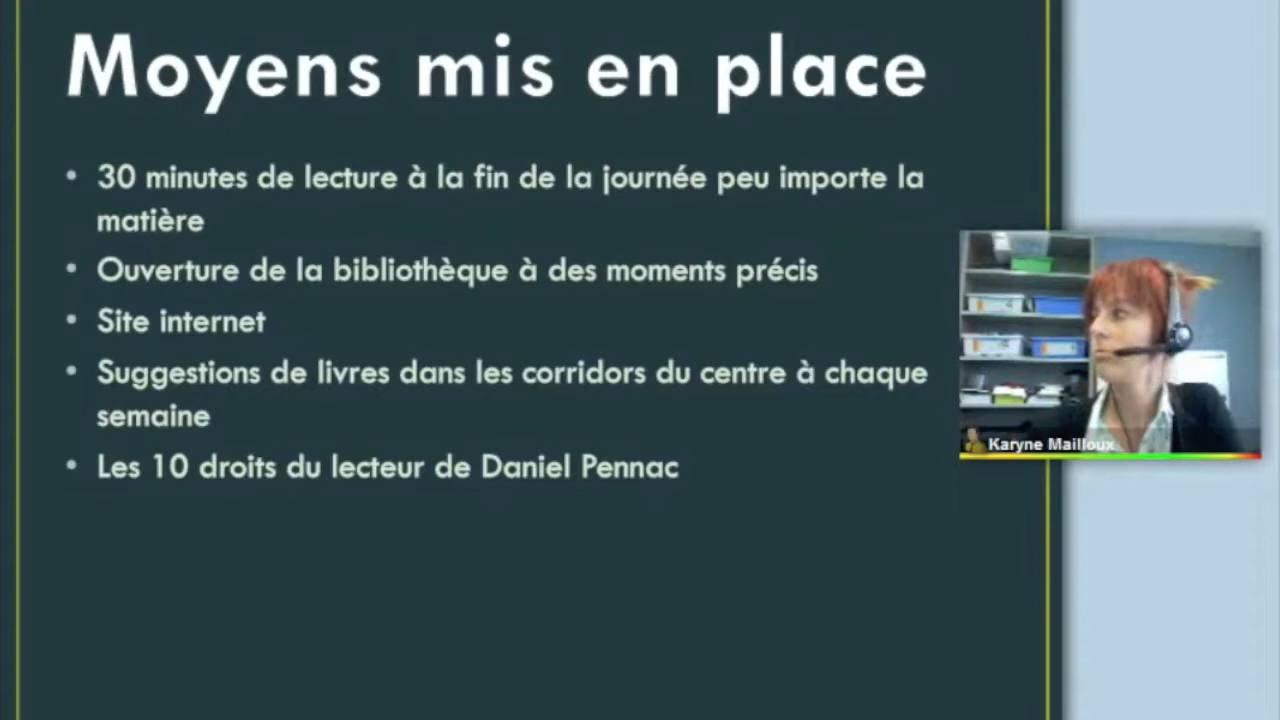 Moyens mis en place
• 30 minutes de lecture à la fin de la journée peu importe la
matière
• Ouverture de la bibliothèque à des moments précis
• Site internet
• Suggestions de livres dans les corridors du centre à chaque
semaine
• Les 10 droits du lecteur de Daniel Pennac
Karyne Mailloux